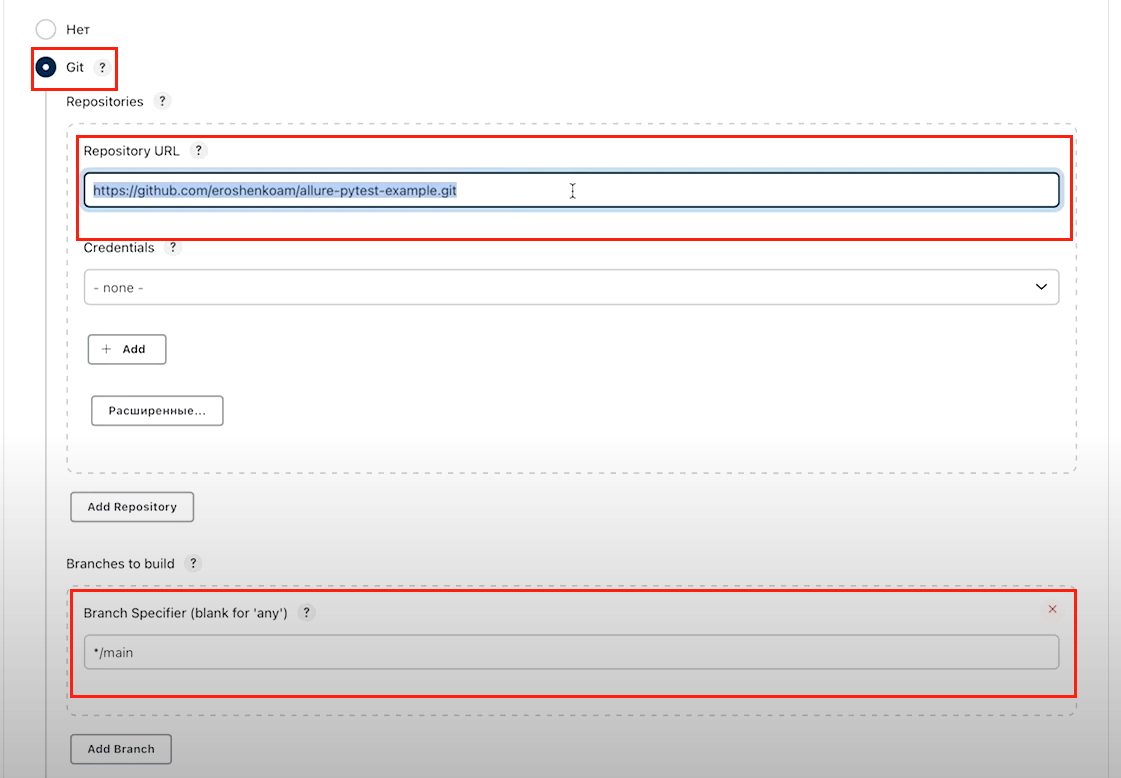 Нет
Git ?
Repositories ?
Repository URL ?
https://github.com/eroshenkoam/allure-pytest-example.git
Credentials ?
- none -
+ Add
Расширенные...
Add Repository
Branches to build ?
Branch Specifier (blank for 'any') ?
*/main
Add Branch